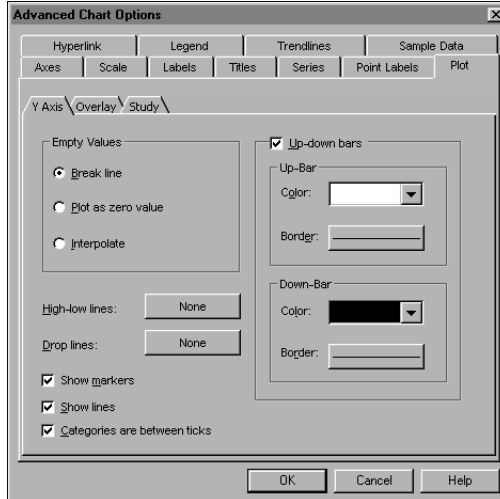 Advanced Chart Options
Hyperlink Legend Trendlines Sample Data
Axes Scale Labels Titles Series Point Labels Plot
Y Axis Overlay Study
Empty Values
Break line
Plot as zero value
Interpolate
High-low lines: None
Drop lines: None
Show markers
Show lines
Categories are between ticks
Up-down bars
Up-Bar
Color:
Border:
Down-Bar
Color:
Border:
OK Cancel Help